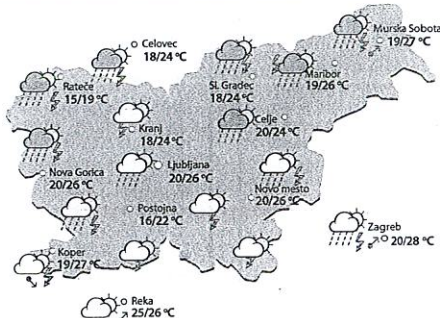 Murska Sobota
19/27 °C
Celovec
18/24 °C
Maribor
19/26 °C
Sl. Gradec
18/24 °C
Rateče
15/19 °C
Celje
20/24 °C
Kranj
18/24 °C
Ljubljana
20/26 °C
Nova Gorica
20/26 °C
Novo mesto
20/26 °C
Postojna
16/22 °C
Zagreb
20/28 °C
Koper
19/27 °C
Reka
25/26 °C